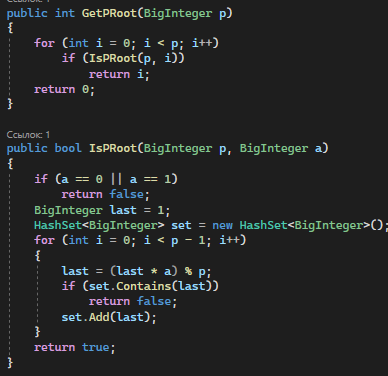 public int GetPRoot(BigInteger p)
{
    for (int i = 0; i < p; i++)
        if (IsPRoot(p, i))
            return i;
    return 0;
}
Ссылок: 1
public bool IsPRoot(BigInteger p, BigInteger a)
{
    if (a == 0 || a == 1)
        return false;
    BigInteger last = 1;
    HashSet<BigInteger> set = new HashSet<BigInteger>();
    for (int i = 0; i < p - 1; i++)
    {
        last = (last * a) % p;
        if (set.Contains(last))
            return false;
        set.Add(last);
    }
    return true;
}